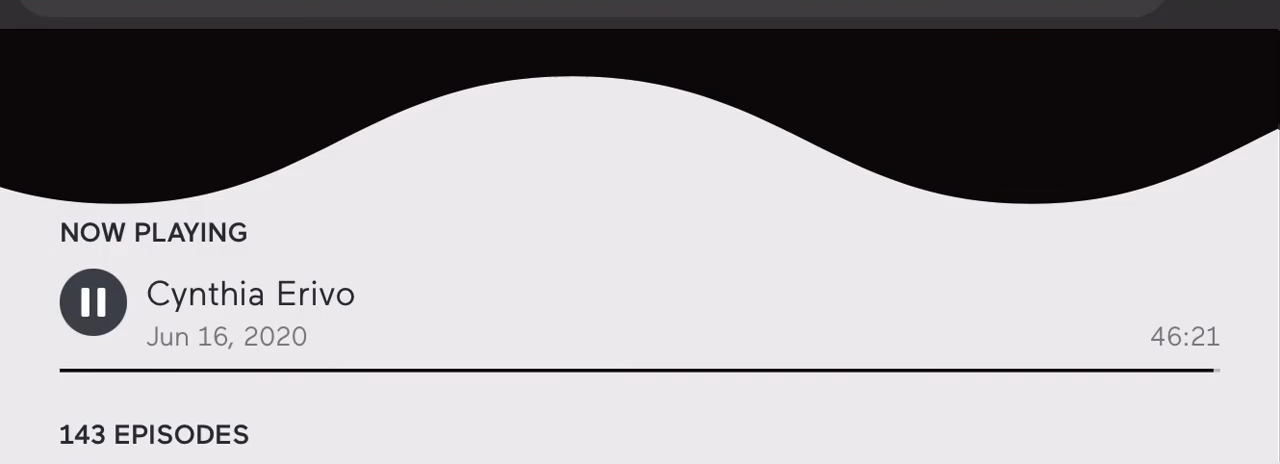 NOW PLAYING
Cynthia Erivo
Jun 16, 2020
46:21
143 EPISODES